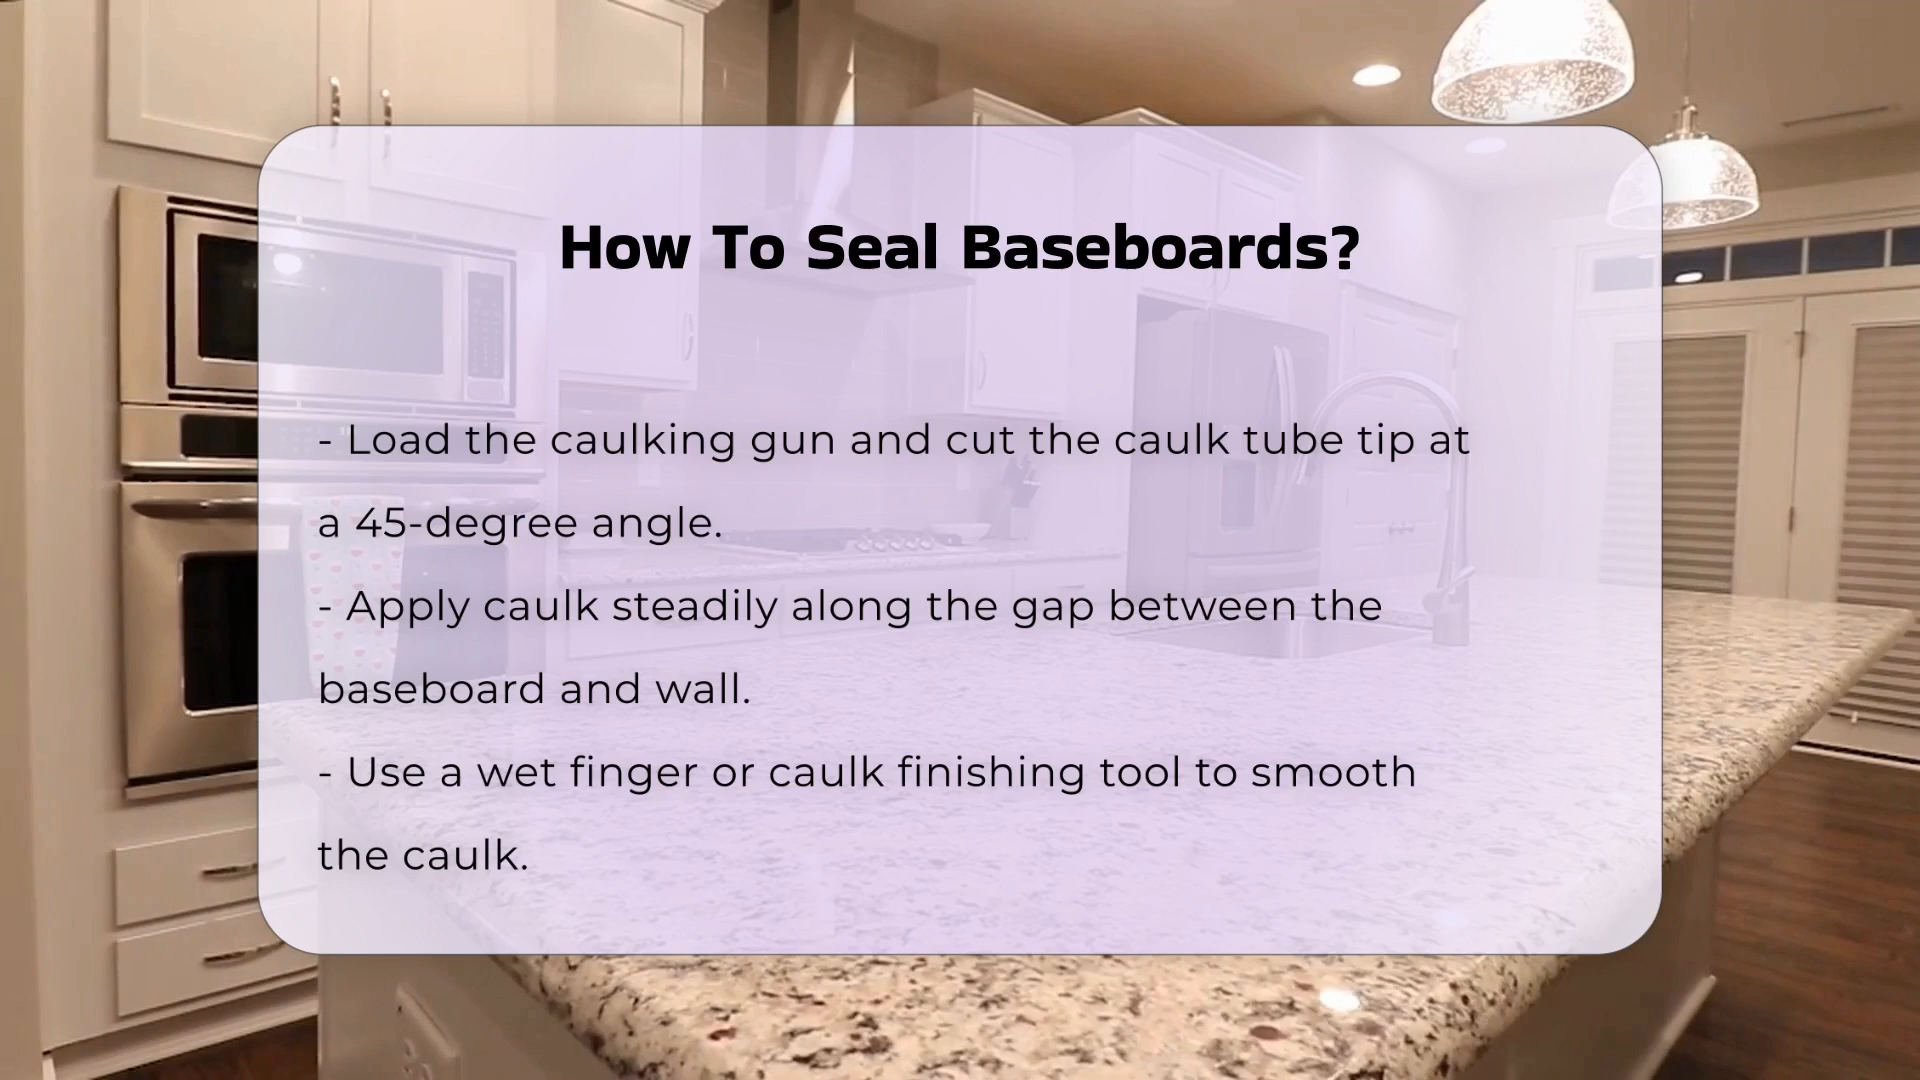 How To Seal Baseboards?
- Load the caulking gun and cut the caulk tube tip at
a 45-degree angle.
- Apply caulk steadily along the gap between the
baseboard and wall.
- Use a wet finger or caulk finishing tool to smooth
the caulk.